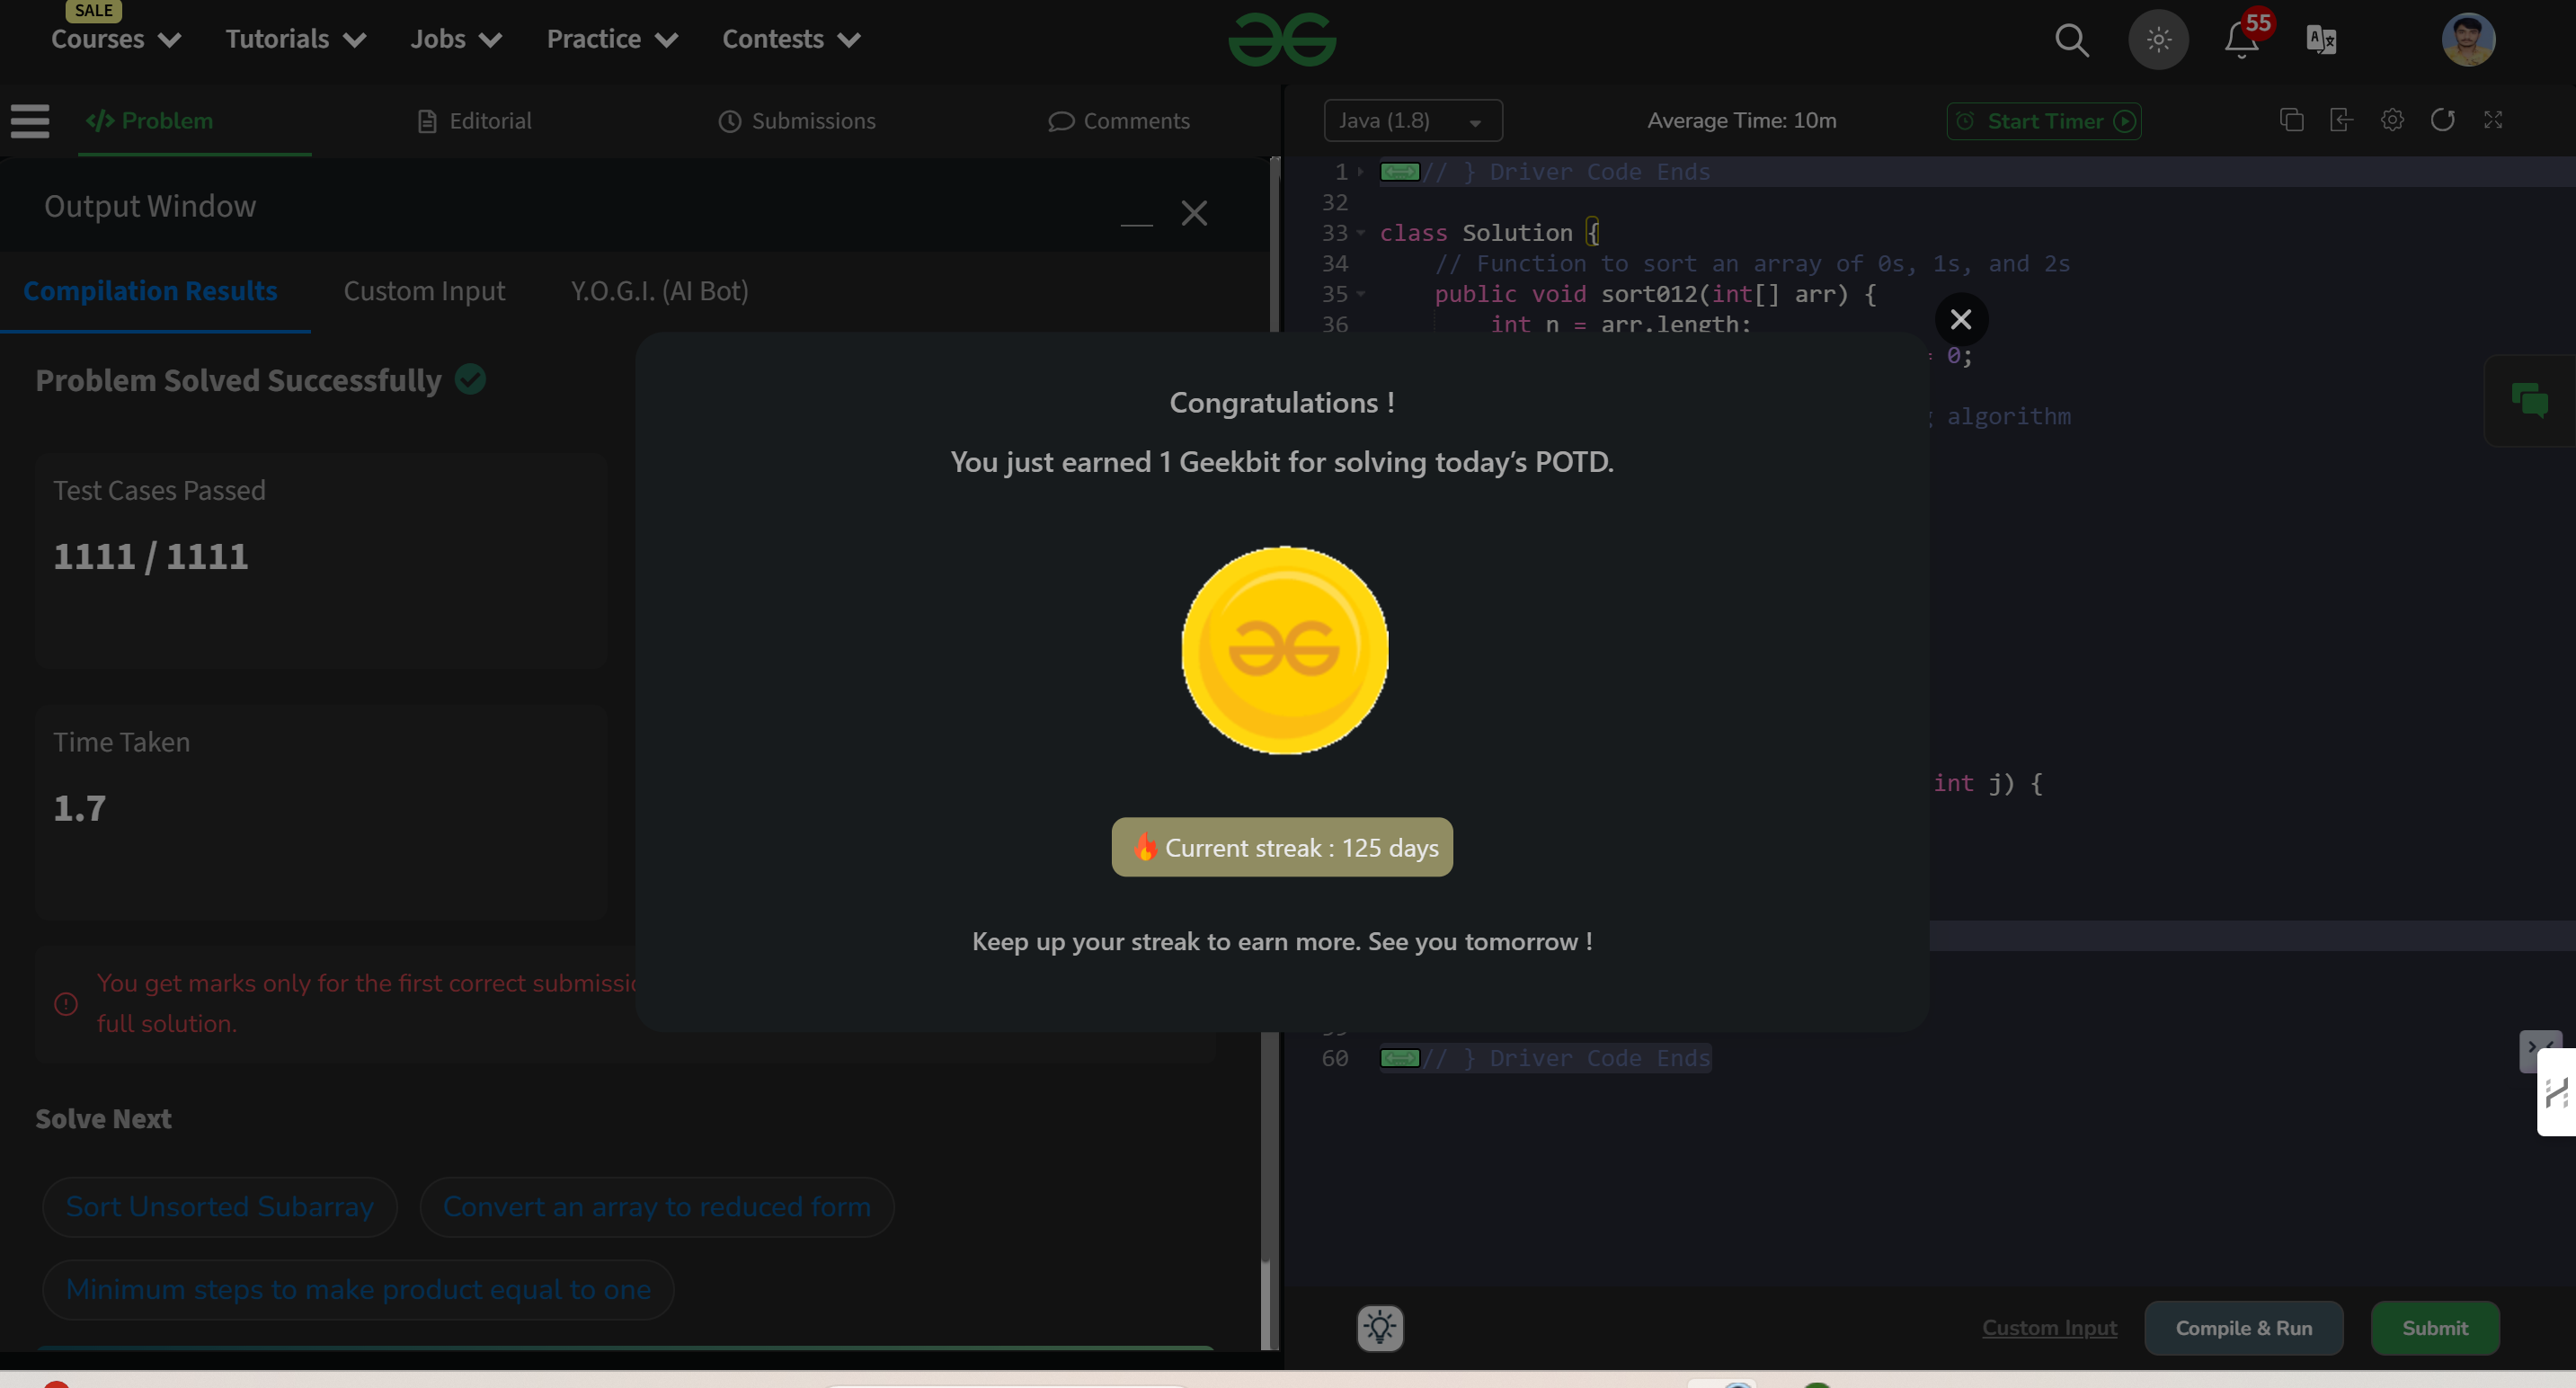 SALE
Courses
Tutorials
Jobs
Practice
Contests
55
</> Problem
Editorial
Submissions
Comments
Java (1.8)
Average Time: 10m
Start Timer
Output Window
Compilation Results
Custom Input
Y.O.G.I. (AI Bot)
Problem Solved Successfully
Test Cases Passed
1111 / 1111
Time Taken
1.7
You get marks only for the first correct
full solution.
Solve Next
Sort Unsorted Subarray
Convert an array to reduced form
Minimum steps to make product equal to one
Congratulations !
You just earned 1 Geekbit for solving today’s POTD.
🔥 Current streak : 125 days
Keep up your streak to earn more. See you tomorrow !
1 // } Driver Code Ends
32
33 class Solution {
34 // Function to sort an array of 0s, 1s, and 2s
35 public void sort012(int[] arr) {
36 int n = arr.length;
0;
algorithm
int j) {
60 // } Driver Code Ends
Custom Input
Compile & Run
Submit